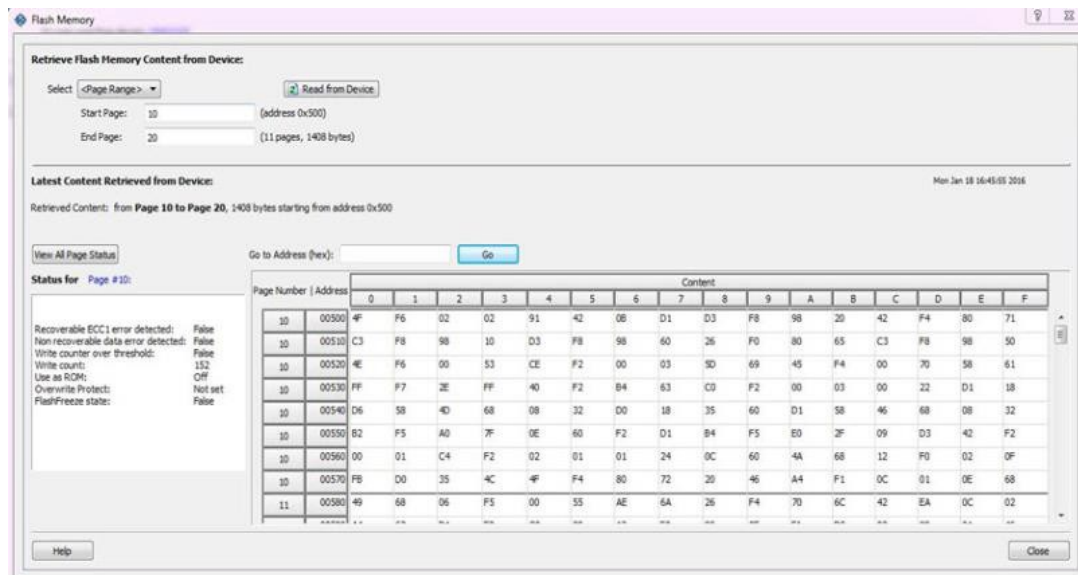 Flash Memory
Retrieve Flash Memory Content from Device:
Select <Page Range> Read from Device
Start Page: 10 (address 0x500)
End Page: 20 (11 pages, 1408 bytes)
Latest Content Retrieved from Device: Mon Jan 18 16:45:55 2016
Retrieved Content: from Page 10 to Page 20, 1408 bytes starting from address 0x500
View All Page Status Go to Address (hex): Go
Status for Page #10:
Recoverable ECC1 error detected: False
Non recoverable data error detected: False
Write counter over threshold: False
Write count: 152
Use as ROM: Off
Overwrite Protect: Not set
FlashFreeze state: False
Page Number | Address Content
0 1 2 3 4 5 6 7 8 9 A B C D E F
10 00500 4F F6 02 02 91 42 0B D1 D3 F8 98 20 42 F4 80 71
10 00510 C3 F8 98 10 D3 F8 98 60 26 F0 80 65 C3 F8 98 50
10 00520 4E F6 00 53 CE F2 00 03 5D 69 45 F4 00 70 58 61
10 00530 FF F7 2E FF 40 F2 B4 63 C0 F2 00 03 00 22 D1 18
10 00540 D6 58 4D 68 08 32 D0 18 35 60 D1 58 46 68 08 32
10 00550 B2 F5 A0 7F 0E 60 F2 D1 B4 F5 E0 2F 09 D3 42 F2
10 00560 00 01 C4 F2 02 01 01 24 0C 60 4A 68 12 F0 02 0F
10 00570 FB D0 35 4C 4F F4 80 72 20 46 A4 F1 0C 01 0E 68
11 00580 49 68 06 F5 00 55 AE 6A 26 F4 70 6C 42 EA 0C 02
Help Close